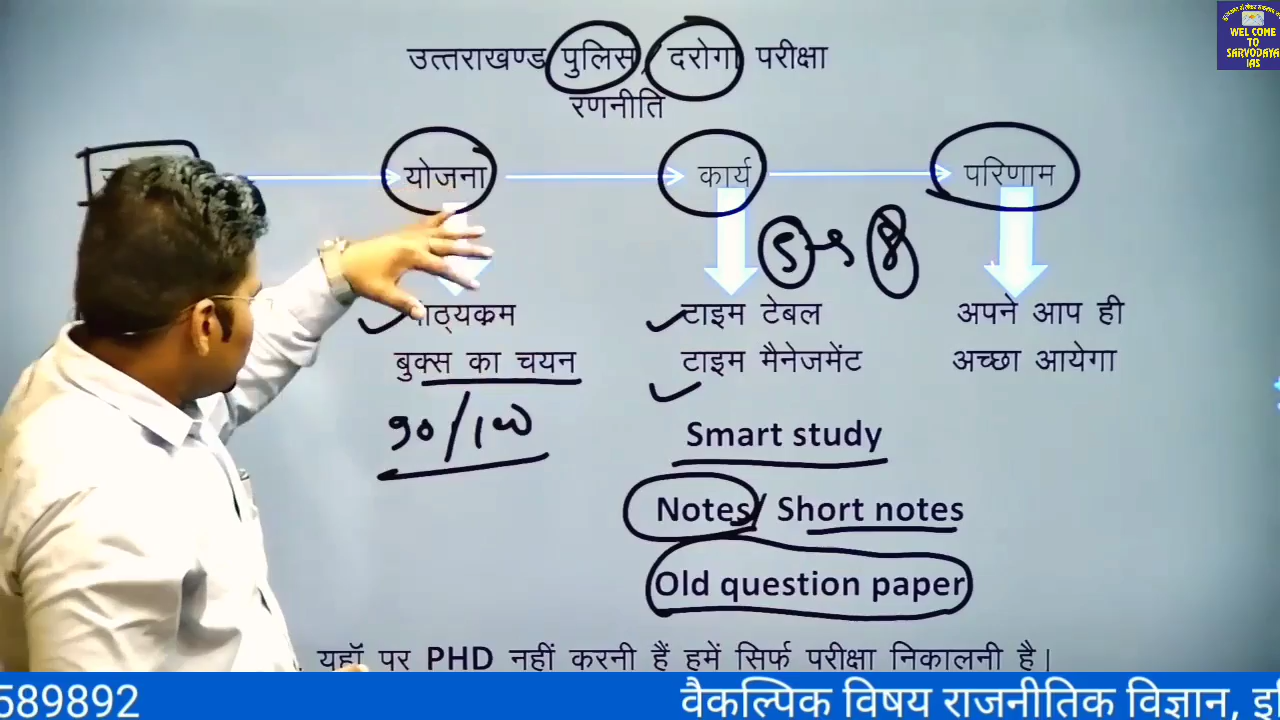 WEL COME
TO
SARVODAYA
IAS
उत्तराखण्ड पुलिस, दरोगा परीक्षा
रणनीति
योजना कार्य परिणाम
5 8
पाठ्यक्रम टाइम टेबल अपने आप ही
बुक्स का चयन टाइम मैनेजमेंट अच्छा आयेगा
90/100
Smart study
Notes/ Short notes
Old question paper
यहाँ पर PHD नहीं करनी हैं हमें सिर्फ परीक्षा निकालनी है।
589892 वैकल्पिक विषय राजनीतिक विज्ञान,